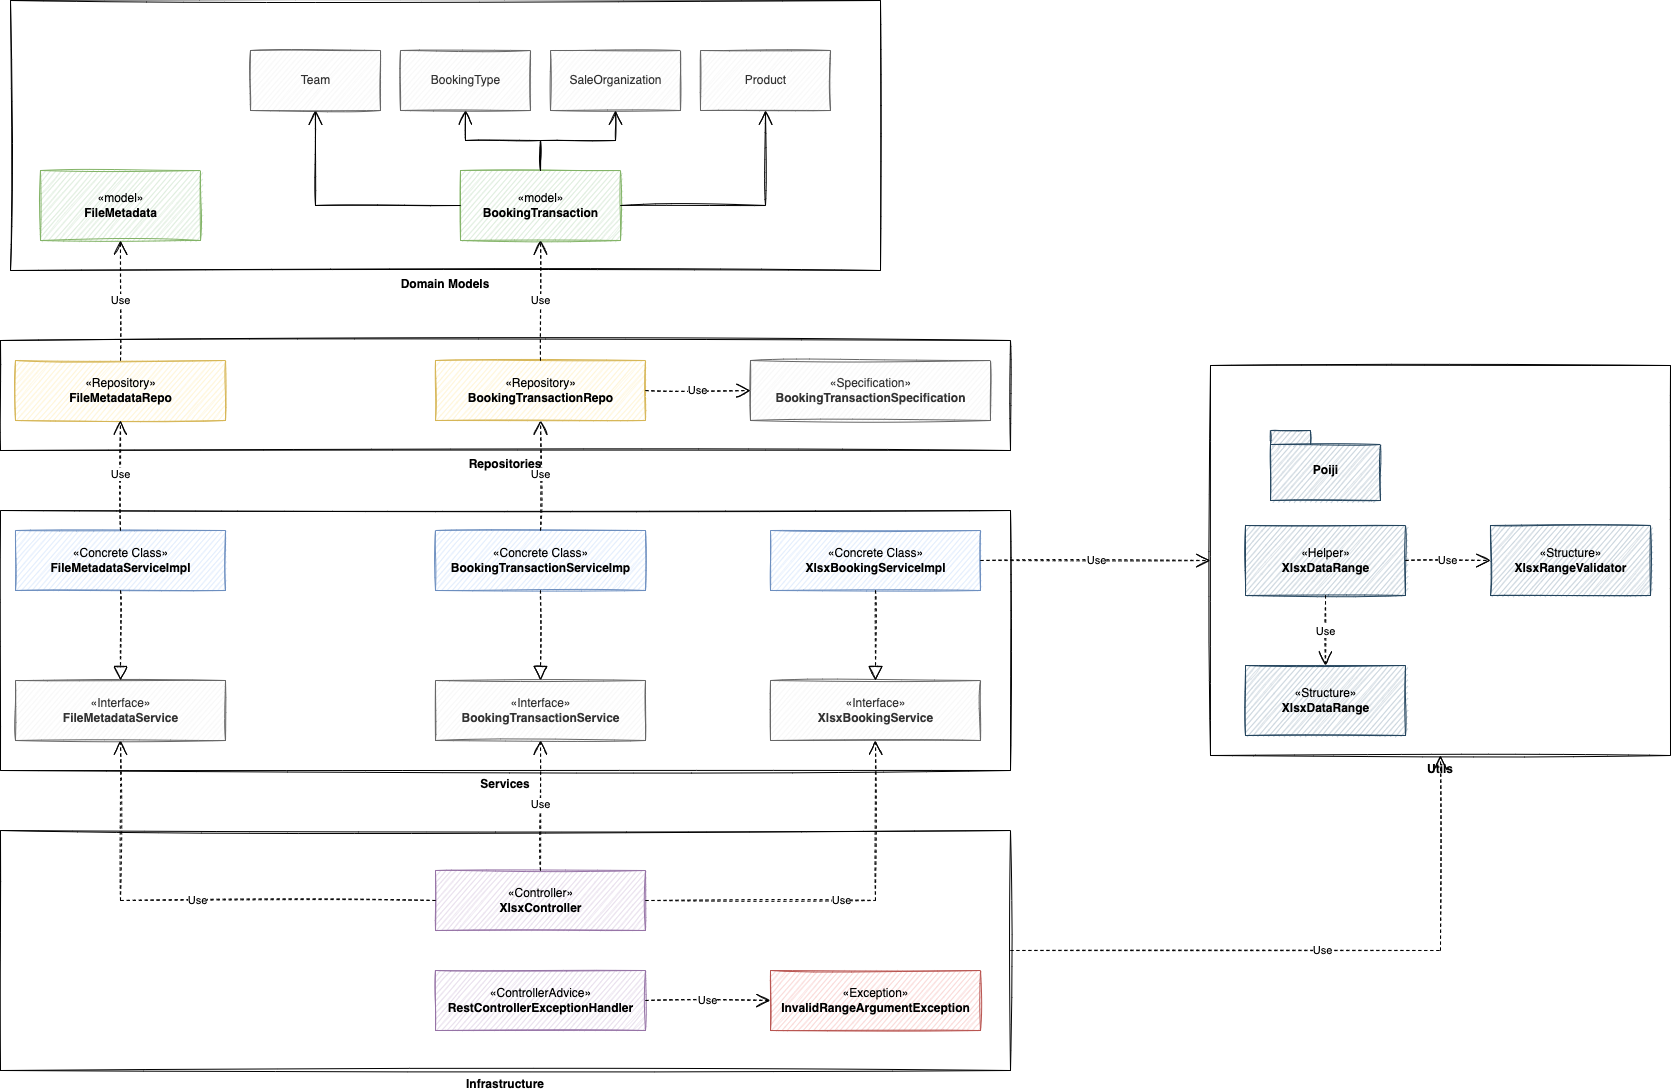 Team
BookingType
SaleOrganization
Product
«model»
FileMetadata
«model»
BookingTransaction
Domain Models
Use
Use
«Repository»
FileMetadataRepo
«Repository»
BookingTransactionRepo
Use
«Specification»
BookingTransactionSpecification
Repositories
Use
Use
Poiji
«Concrete Class»
FileMetadataServiceImpl
«Concrete Class»
BookingTransactionServiceImp
«Concrete Class»
XlsxBookingServiceImpl
Use
«Helper»
XlsxDataRange
Use
«Structure»
XlsxRangeValidator
Use
«Interface»
FileMetadataService
«Interface»
BookingTransactionService
«Interface»
XlsxBookingService
«Structure»
XlsxDataRange
Utils
Services
Use
«Controller»
XlsxController
Use
Use
Use
«ControllerAdvice»
RestControllerExceptionHandler
Use
«Exception»
InvalidRangeArgumentException
Infrastructure